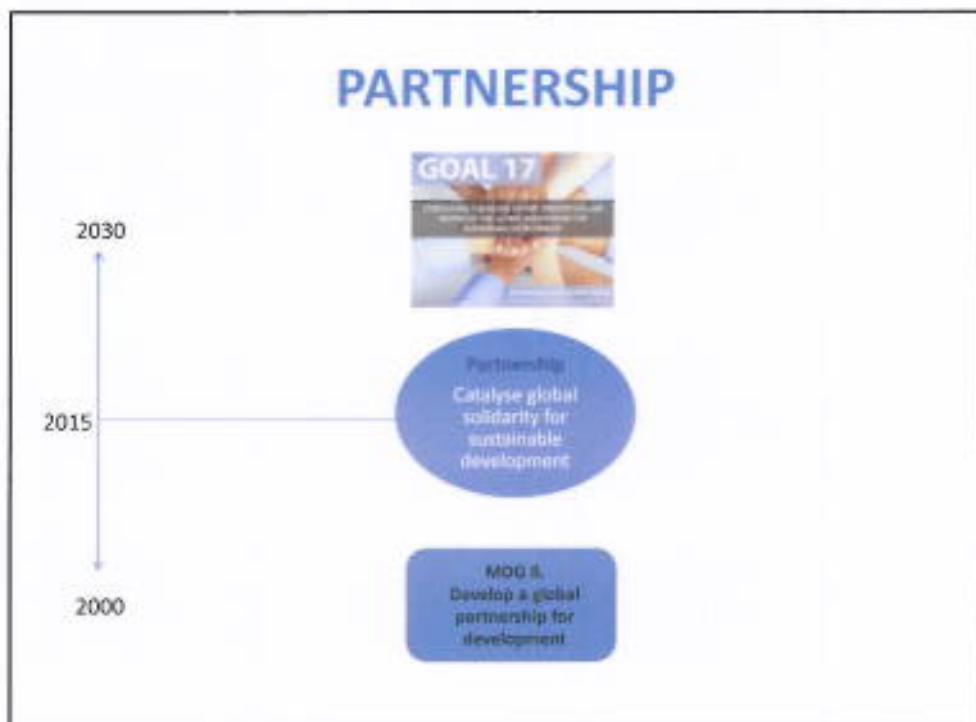 PARTNERSHIP
GOAL 17
2030
Partnership
Catalyse global
solidarity for
sustainable
development
2015
MDG 8.
Develop a global
partnership for
development
2000